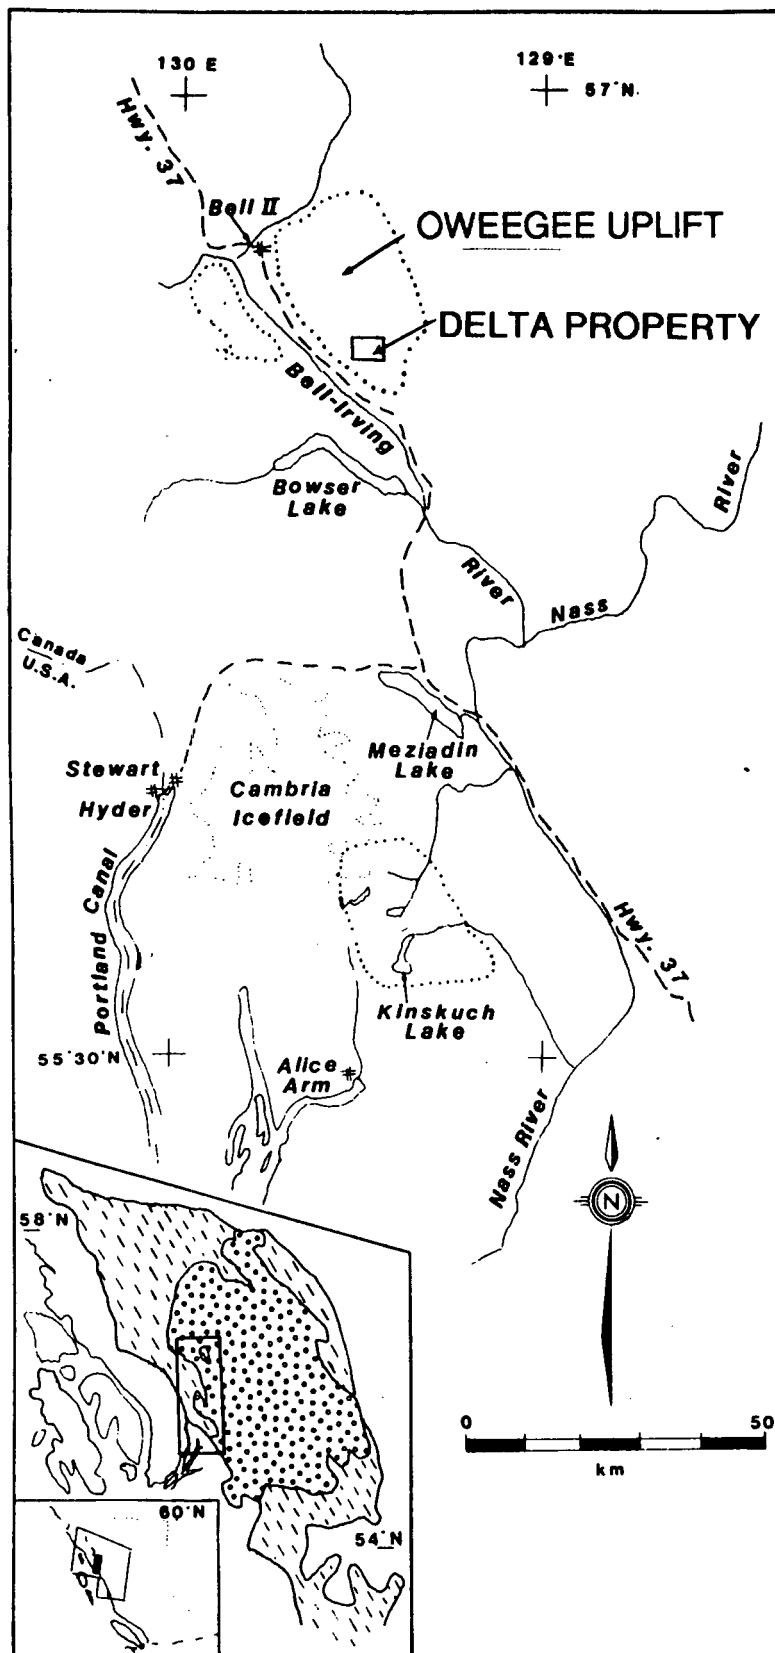 130 E
129°E
57°N.
Hwy. 37
Bell II
OWEEGEE UPLIFT
DELTA PROPERTY
Bell-Irving
River
Bowser
Lake
River
Nass
Canada
U.S.A.
Meziadin
Lake
Stewart
Hyder
Cambria
Icefield
Portland Canal
Hwy. 37
Kinskuch
Lake
55°30'N
Alice
Arm
Nass River
N
58°N
54°N
60°N
0 50
km